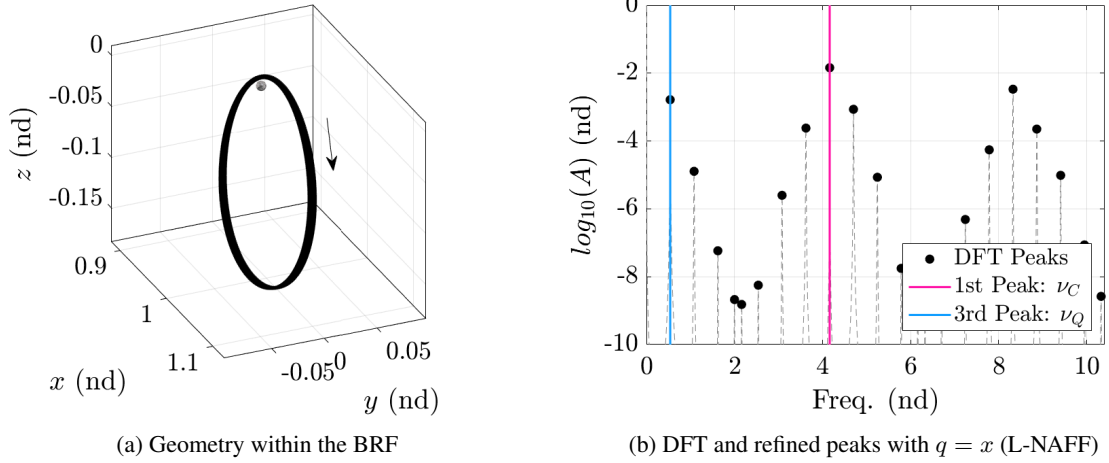 0
-0.05
-0.1
-0.15
z (nd)
0.9
1
1.1
x (nd)
-0.05
0
0.05
y (nd)
(a) Geometry within the BRF
0
-2
-4
-6
-8
-10
log₁₀(A) (nd)
0
2
4
6
8
10
Freq. (nd)
DFT Peaks
1st Peak: ν_C
3rd Peak: ν_Q
(b) DFT and refined peaks with q = x (L-NAFF)